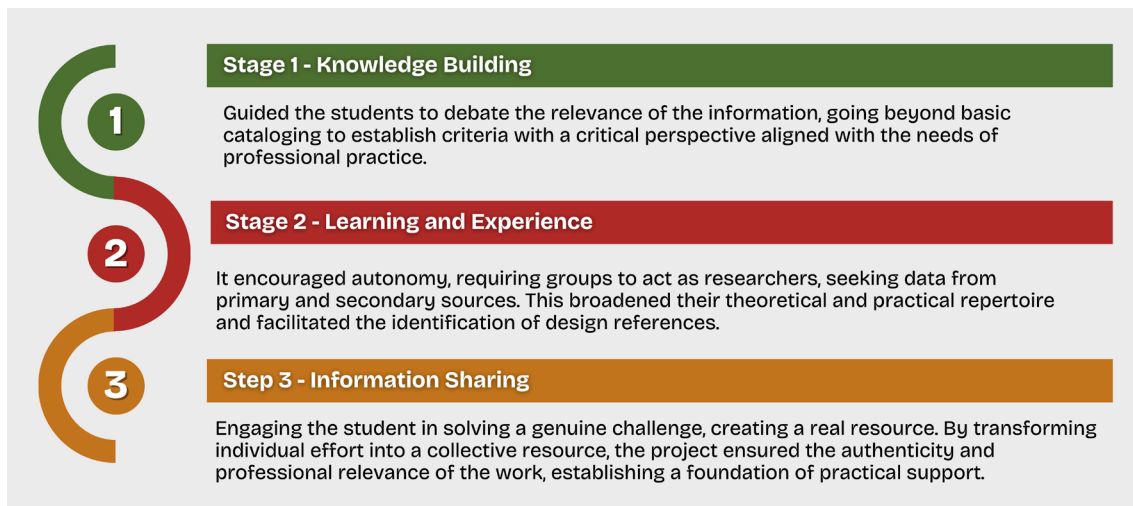 1
Stage 1 - Knowledge Building
Guided the students to debate the relevance of the information, going beyond basic
cataloging to establish criteria with a critical perspective aligned with the needs of
professional practice.
2
Stage 2 - Learning and Experience
It encouraged autonomy, requiring groups to act as researchers, seeking data from
primary and secondary sources. This broadened their theoretical and practical repertoire
and facilitated the identification of design references.
3
Step 3 - Information Sharing
Engaging the student in solving a genuine challenge, creating a real resource. By transforming
individual effort into a collective resource, the project ensured the authenticity and
professional relevance of the work, establishing a foundation of practical support.